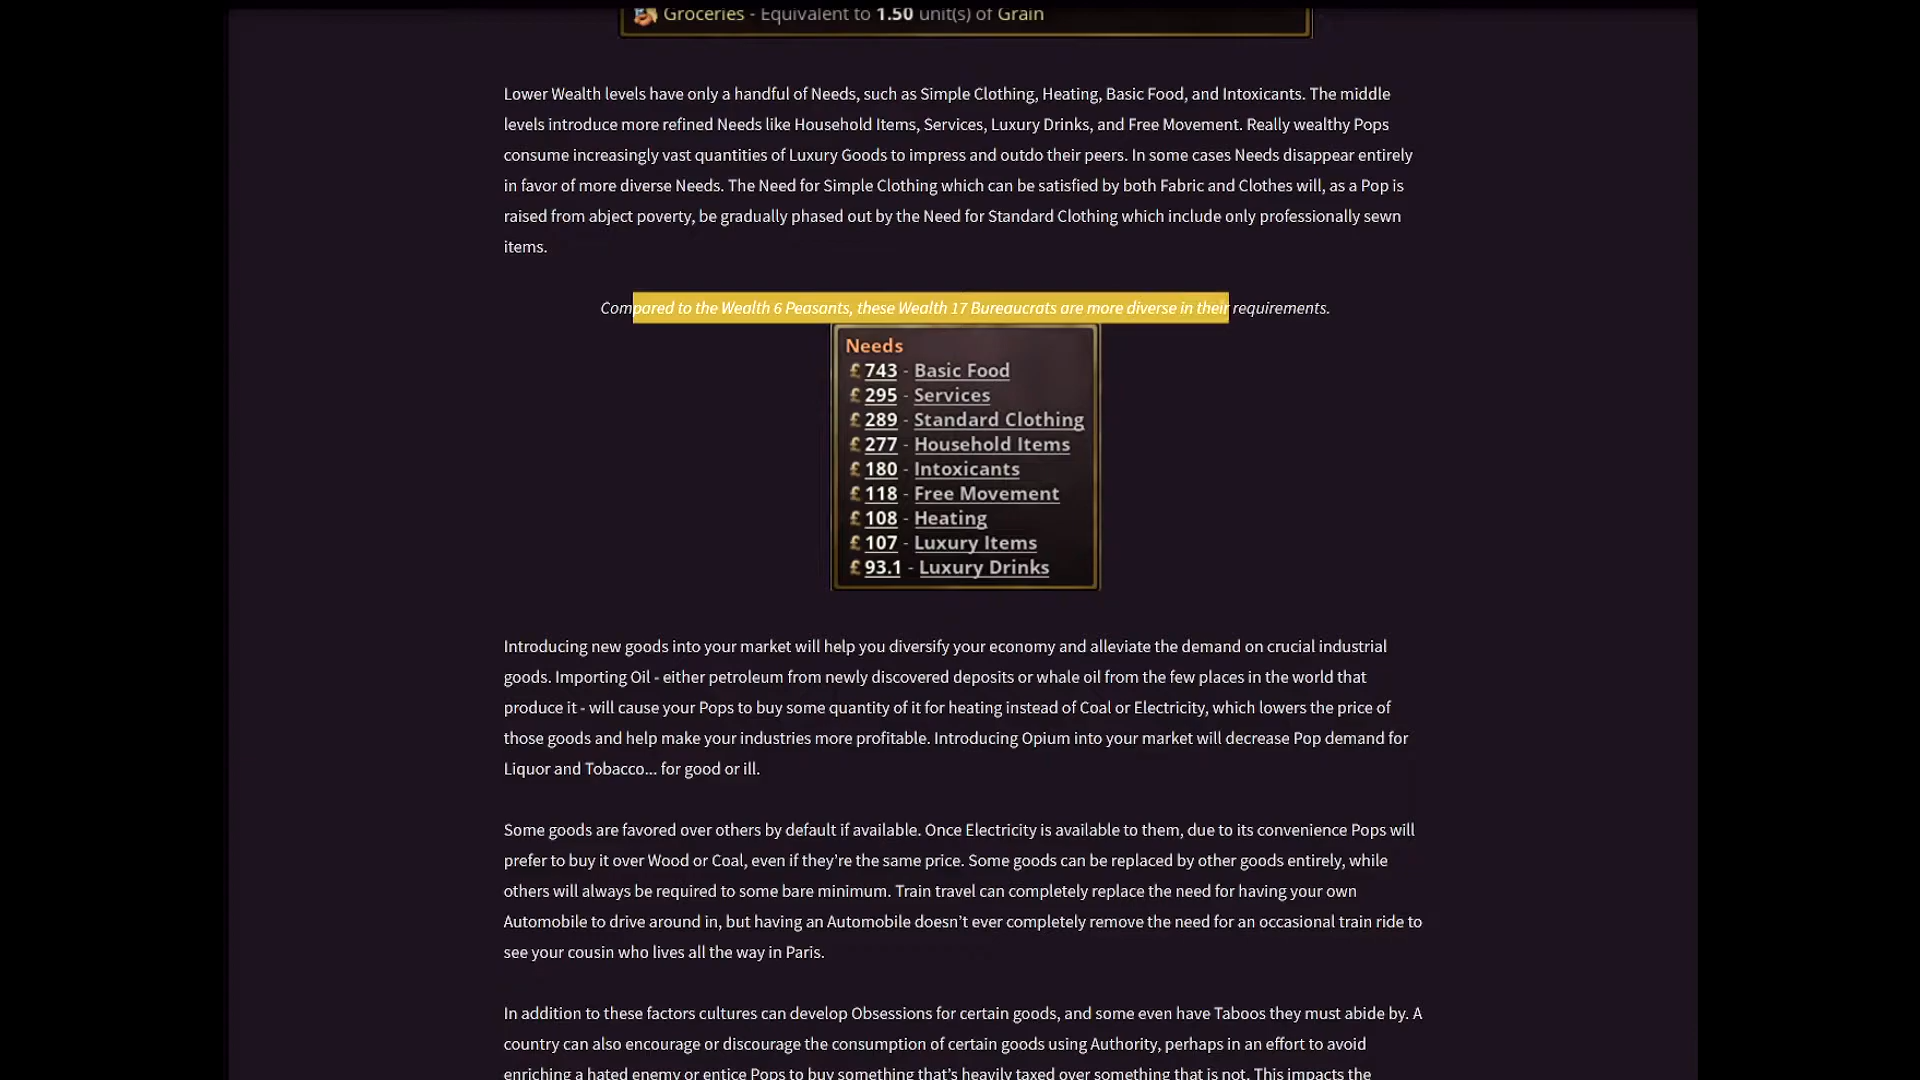 Groceries - Equivalent to 1.50 unit(s) of Grain
Lower Wealth levels have only a handful of Needs, such as Simple Clothing, Heating, Basic Food, and Intoxicants. The middle
levels introduce more refined Needs like Household Items, Services, Luxury Drinks, and Free Movement. Really wealthy Pops
consume increasingly vast quantities of Luxury Goods to impress and outdo their peers. In some cases Needs disappear entirely
in favor of more diverse Needs. The Need for Simple Clothing which can be satisfied by both Fabric and Clothes will, as a Pop is
raised from abject poverty, be gradually phased out by the Need for Standard Clothing which include only professionally sewn
items.
Compared to the Wealth 6 Peasants, these Wealth 17 Bureaucrats are more diverse in their requirements.
Needs
£ 743 - Basic Food
£ 295 - Services
£ 289 - Standard Clothing
£ 277 - Household Items
£ 180 - Intoxicants
£ 118 - Free Movement
£ 108 - Heating
£ 107 - Luxury Items
£ 93.1 - Luxury Drinks
Introducing new goods into your market will help you diversify your economy and alleviate the demand on crucial industrial
goods. Importing Oil - either petroleum from newly discovered deposits or whale oil from the few places in the world that
produce it - will cause your Pops to buy some quantity of it for heating instead of Coal or Electricity, which lowers the price of
those goods and help make your industries more profitable. Introducing Opium into your market will decrease Pop demand for
Liquor and Tobacco... for good or ill.
Some goods are favored over others by default if available. Once Electricity is available to them, due to its convenience Pops will
prefer to buy it over Wood or Coal, even if they're the same price. Some goods can be replaced by other goods entirely, while
others will always be required to some bare minimum. Train travel can completely replace the need for having your own
Automobile to drive around in, but having an Automobile doesn't ever completely remove the need for an occasional train ride to
see your cousin who lives all the way in Paris.
In addition to these factors cultures can develop Obsessions for certain goods, and some even have Taboos they must abide by. A
country can also encourage or discourage the consumption of certain goods using Authority, perhaps in an effort to avoid
enriching a hated enemy or entice Pops to buy something that's heavily taxed over something that is not. This impacts the